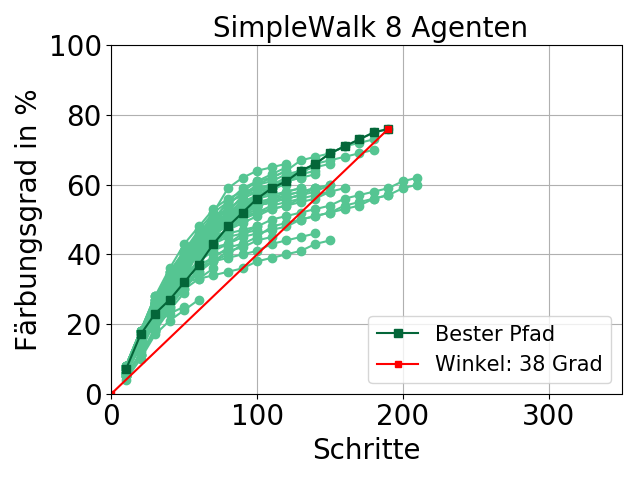 SimpleWalk 8 Agenten
100
80
60
40
20
0
Färbungsgrad in %
0 100 200 300
Schritte
Bester Pfad
Winkel: 38 Grad